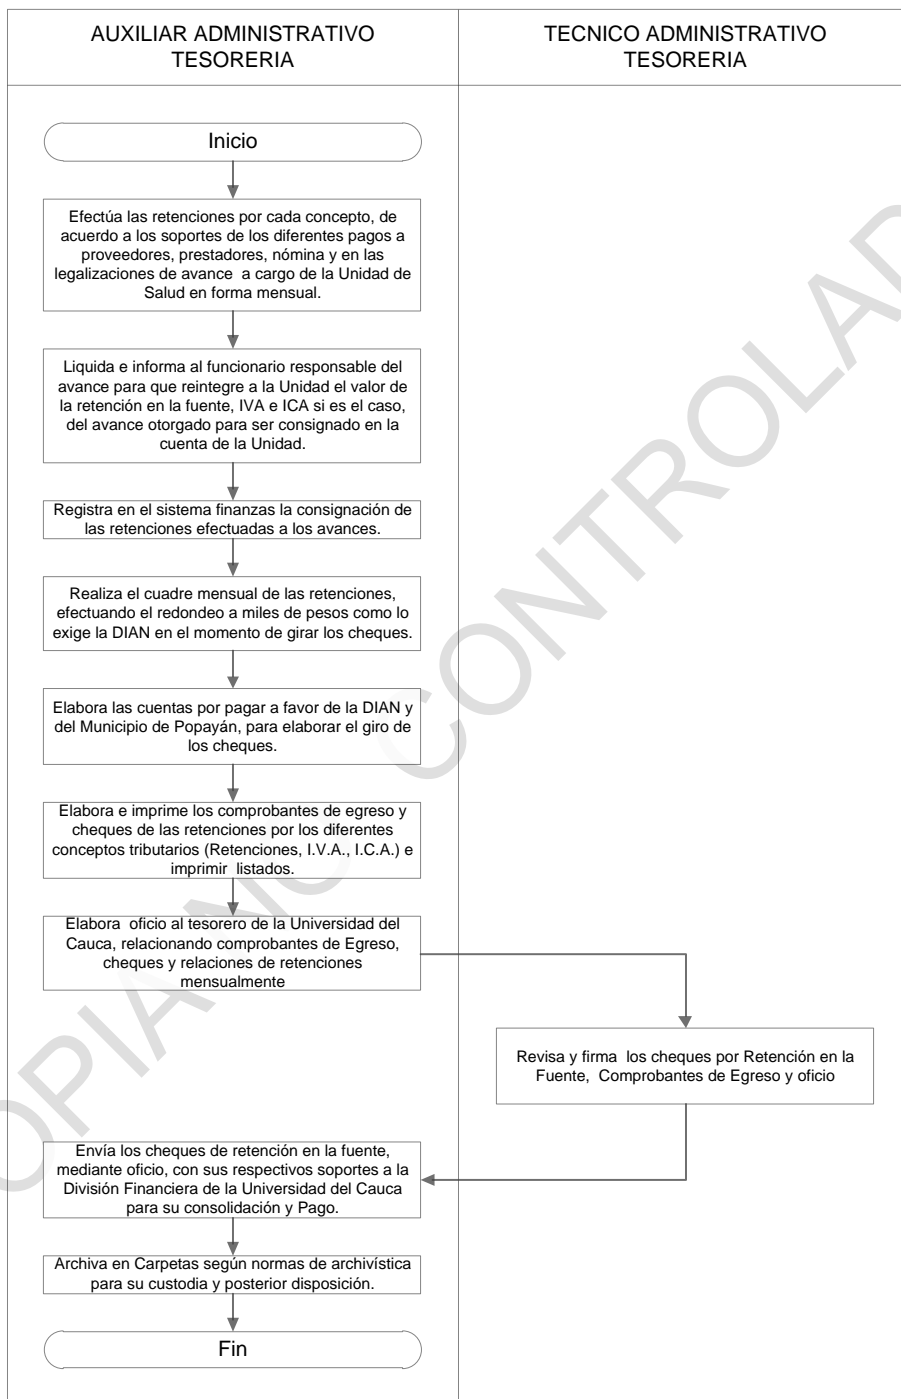 AUXILIAR ADMINISTRATIVO
TESORERIA
TECNICO ADMINISTRATIVO
TESORERIA
Inicio
Efectúa las retenciones por cada concepto, de
acuerdo a los soportes de los diferentes pagos a
proveedores, prestadores, nómina y en las
legalizaciones de avance a cargo de la Unidad de
Salud en forma mensual.
Liquida e informa al funcionario responsable del
avance para que reintegre a la Unidad el valor de
la retención en la fuente, IVA e ICA si es el caso,
del avance otorgado para ser consignado en la
cuenta de la Unidad.
Registra en el sistema finanzas la consignación de
las retenciones efectuadas a los avances.
Realiza el cuadre mensual de las retenciones,
efectuando el redondeo a miles de pesos como lo
exige la DIAN en el momento de girar los cheques.
Elabora las cuentas por pagar a favor de la DIAN y
del Municipio de Popayán, para elaborar el giro de
los cheques.
Elabora e imprime los comprobantes de egreso y
cheques de las retenciones por los diferentes
conceptos tributarios (Retenciones, I.V.A., I.C.A.) e
imprimir listados.
Elabora oficio al tesorero de la Universidad del
Cauca, relacionando comprobantes de Egreso,
cheques y relaciones de retenciones
mensualmente
Revisa y firma los cheques por Retención en la
Fuente, Comprobantes de Egreso y oficio
Envía los cheques de retención en la fuente,
mediante oficio, con sus respectivos soportes a la
División Financiera de la Universidad del Cauca
para su consolidación y Pago.
Archiva en Carpetas según normas de archivística
para su custodia y posterior disposición.
Fin